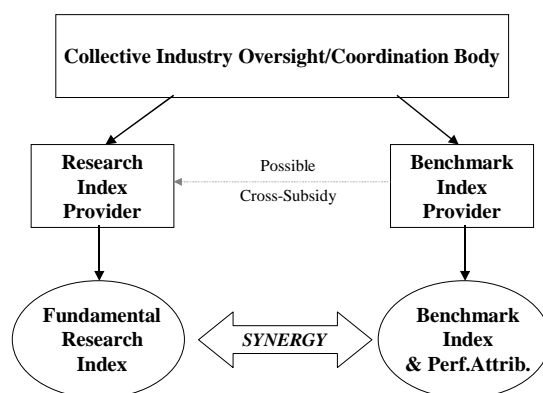 Collective Industry Oversight/Coordination Body
Research
Index
Provider
Possible
Cross-Subsidy
Benchmark
Index
Provider
Fundamental
Research
Index
SYNERGY
Benchmark
Index
& Perf.Attrib.